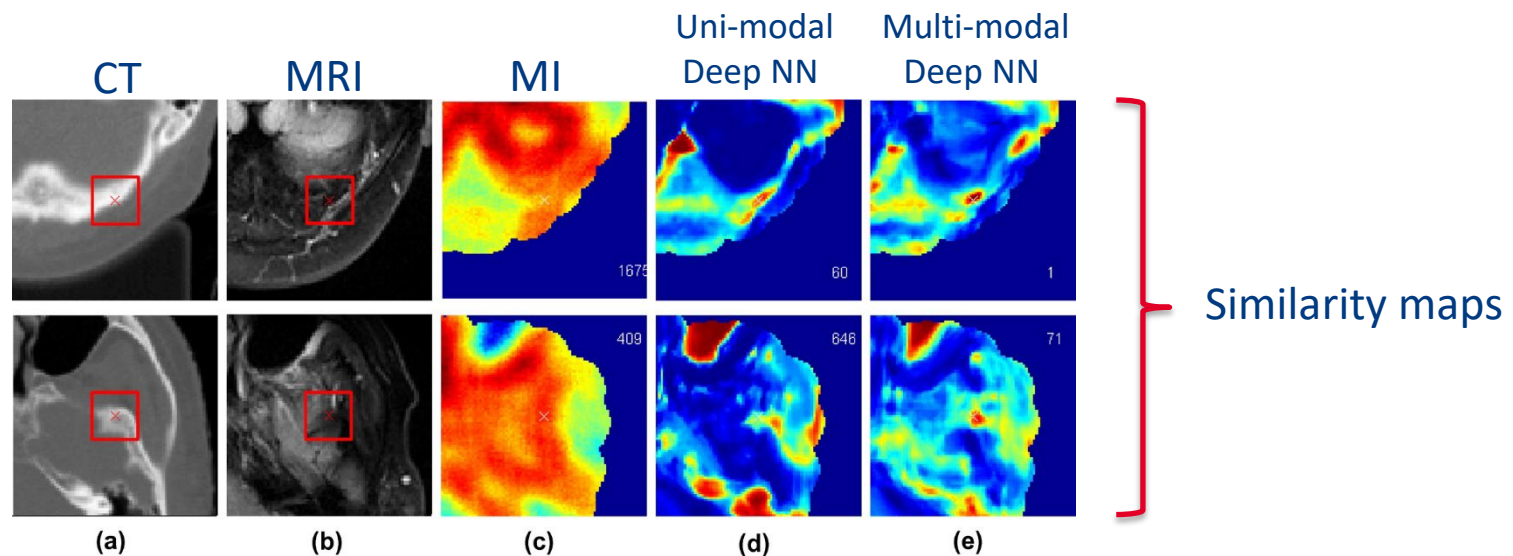 CT
MRI
MI
Uni-modal
Deep NN
Multi-modal
Deep NN
1675
60
1
409
646
71
Similarity maps
(a)
(b)
(c)
(d)
(e)